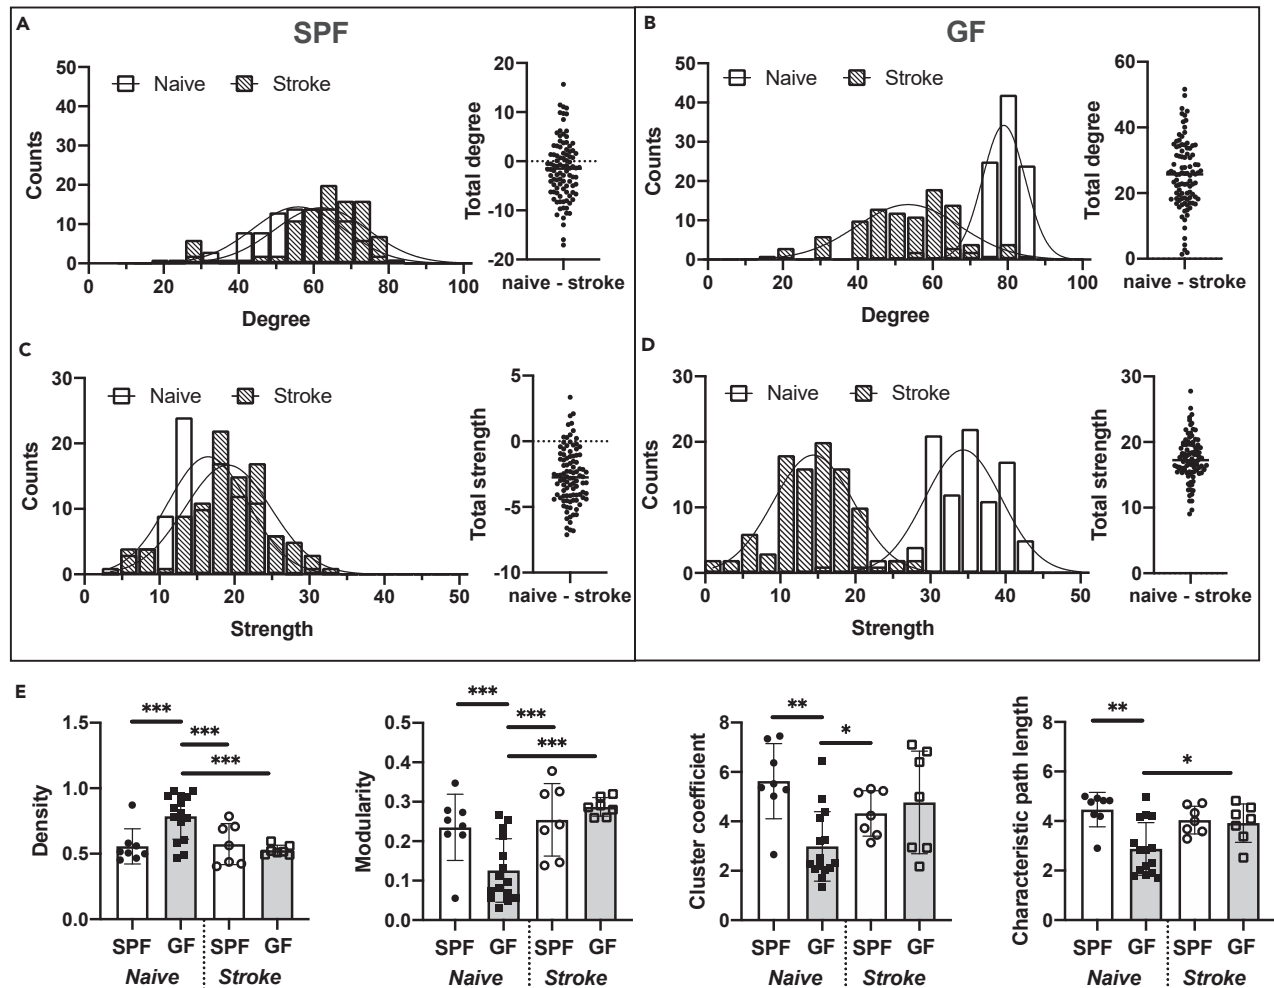 A
SPF
50
40
30
20
10
0
Counts
Naive
Stroke
0 20 40 60 80 100
Degree
20
10
0
-10
-20
Total degree
naive - stroke
B
GF
50
40
30
20
10
0
Counts
Naive
Stroke
0 20 40 60 80 100
Degree
60
40
20
0
Total degree
naive - stroke
C
30
20
10
0
Counts
Naive
Stroke
0 10 20 30 40 50
Strength
5
0
-5
-10
Total strength
naive - stroke
D
30
20
10
0
Counts
Naive
Stroke
0 10 20 30 40 50
Strength
30
20
10
0
Total strength
naive - stroke
E
1.5
1.0
0.5
0.0
Density
***
***
***
SPF GF SPF GF
Naive Stroke
0.5
0.4
0.3
0.2
0.1
0.0
Modularity
***
***
***
SPF GF SPF GF
Naive Stroke
8
6
4
2
0
Cluster coefficient
**
*
SPF GF SPF GF
Naive Stroke
8
6
4
2
0
Characteristic path length
**
*
SPF GF SPF GF
Naive Stroke